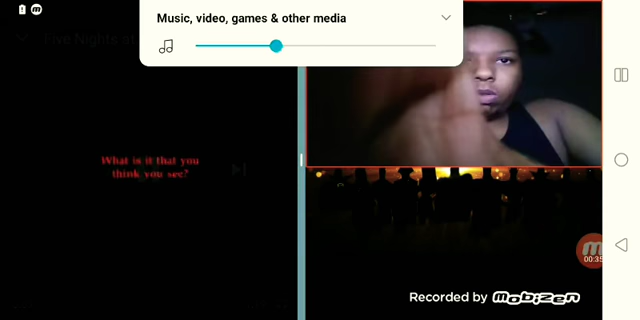 Music, video, games & other media
Five Nights at
What is it that you
think you see?
00:35
Recorded by mobizen